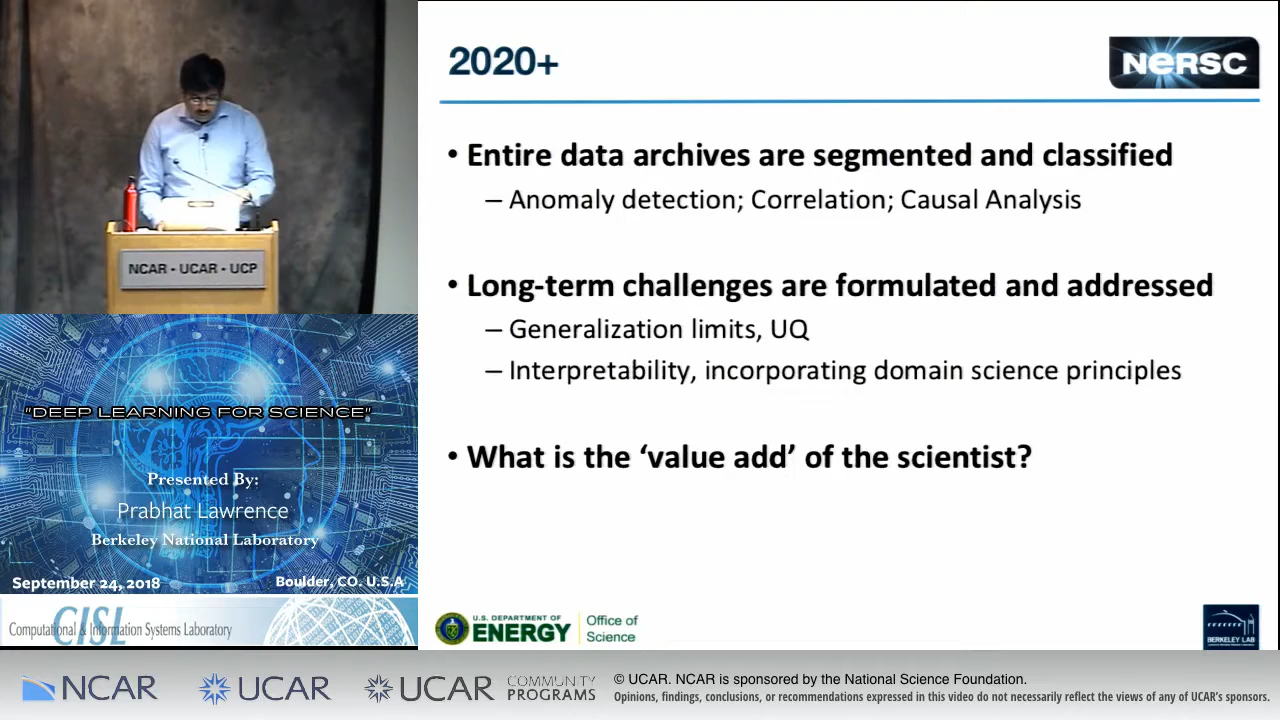 NCAR - UCAR - UCP
"DEEP LEARNING FOR SCIENCE"
Presented By:
Prabhat Lawrence
Berkeley National Laboratory
September 24, 2018
Boulder, CO. U.S.A
CISL
Computational & Information Systems Laboratory
2020+
NERSC
• Entire data archives are segmented and classified
– Anomaly detection; Correlation; Causal Analysis
• Long-term challenges are formulated and addressed
– Generalization limits, UQ
– Interpretability, incorporating domain science principles
• What is the ‘value add’ of the scientist?
U.S. DEPARTMENT OF
ENERGY
Office of
Science
BERKELEY LAB
NCAR
UCAR
UCAR
COMMUNITY
PROGRAMS
© UCAR. NCAR is sponsored by the National Science Foundation.
Opinions, findings, conclusions, or recommendations expressed in this video do not necessarily reflect the views of any of UCAR's sponsors.